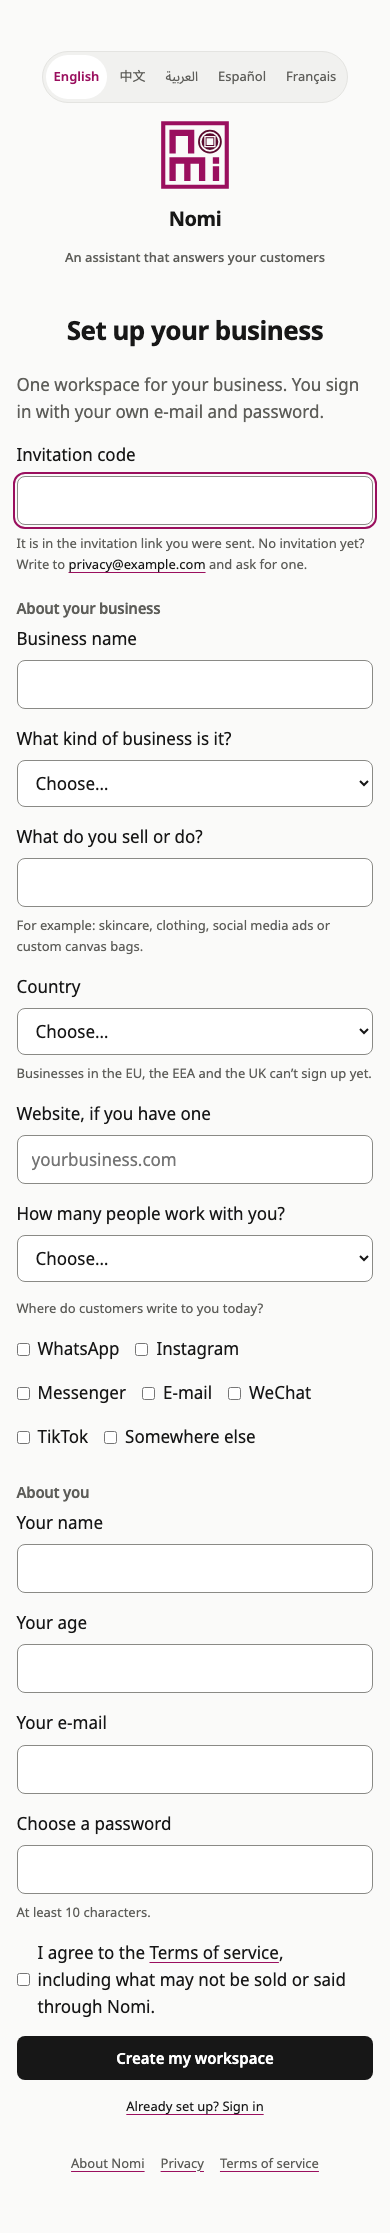 English 中文 العربية Español Français
nomi
Nomi
An assistant that answers your customers
Set up your business
One workspace for your business. You sign
in with your own e-mail and password.
Invitation code
It is in the invitation link you were sent. No invitation yet?
Write to privacy@example.com and ask for one.
About your business
Business name
What kind of business is it?
Choose...
What do you sell or do?
For example: skincare, clothing, social media ads or
custom canvas bags.
Country
Choose...
Businesses in the EU, the EEA and the UK can’t sign up yet.
Website, if you have one
yourbusiness.com
How many people work with you?
Choose...
Where do customers write to you today?
WhatsApp Instagram
Messenger E-mail WeChat
TikTok Somewhere else
About you
Your name
Your age
Your e-mail
Choose a password
At least 10 characters.
I agree to the Terms of service,
including what may not be sold or said
through Nomi.
Create my workspace
Already set up? Sign in
About Nomi Privacy Terms of service